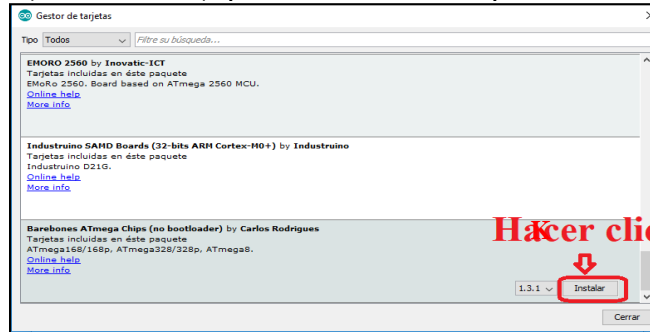 Gestor de tarjetas
Tipo Todos Filtre su búsqueda...
EMORO 2560 by Inovatic-ICT
Tarjetas incluidas en éste paquete
EMoRo 2560. Board based on ATmega 2560 MCU.
Online help
More info
Industruino SAMD Boards (32-bits ARM Cortex-M0+) by Industruino
Tarjetas incluidas en éste paquete
Industruino D21G.
Online help
More info
Barebones ATmega Chips (no bootloader) by Carlos Rodrigues
Tarjetas incluidas en éste paquete
ATmega168/168p, ATmega328/328p, ATmega8.
Online help
More info
Hacer clic
1.3.1 Instalar
Cerrar